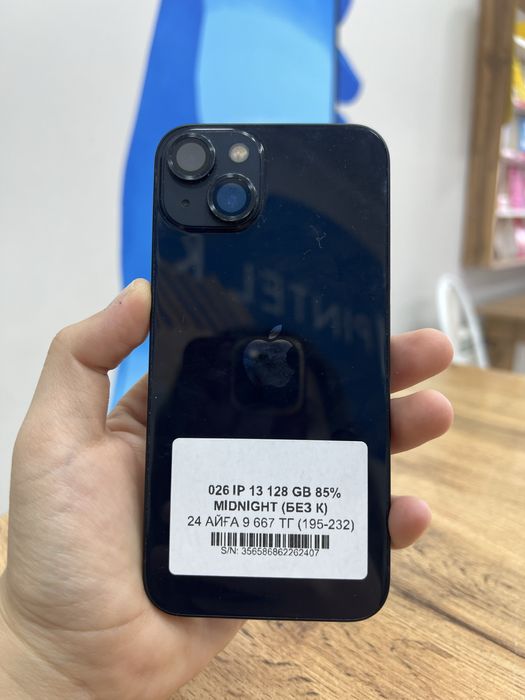 026 IP 13 128 GB 85%
MIDNIGHT (БЕЗ К)
24 АЙҒА 9 667 ТГ (195-232)
S/N: 356586862262407